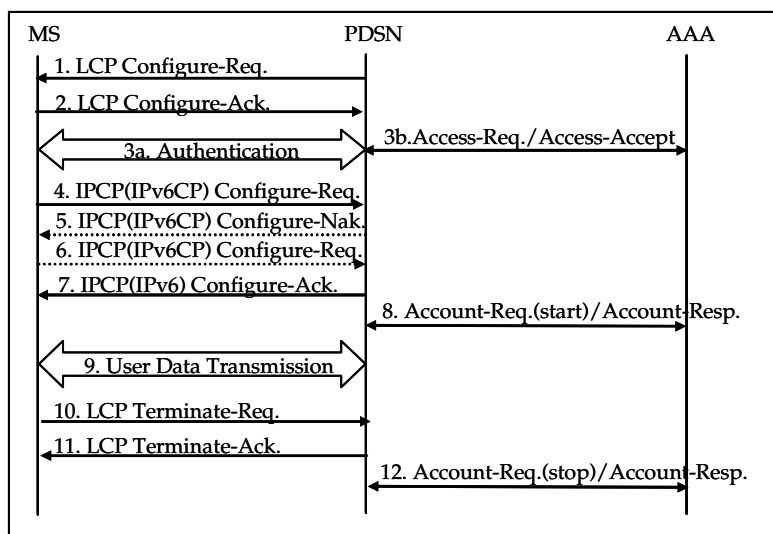 MS PDSN AAA
1. LCP Configure-Req.
2. LCP Configure-Ack.
3a. Authentication
3b.Access-Req./Access-Accept
4. IPCP(IPv6CP) Configure-Req.
5. IPCP(IPv6CP) Configure-Nak.
6. IPCP(IPv6CP) Configure-Req.
7. IPCP(IPv6) Configure-Ack.
8. Account-Req.(start)/Account-Resp.
9. User Data Transmission
10. LCP Terminate-Req.
11. LCP Terminate-Ack.
12. Account-Req.(stop)/Account-Resp.